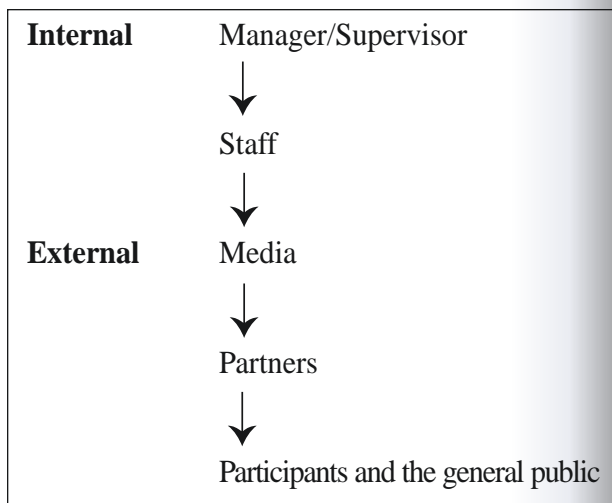 Internal Manager/Supervisor
Staff
External Media
Partners
Participants and the general public